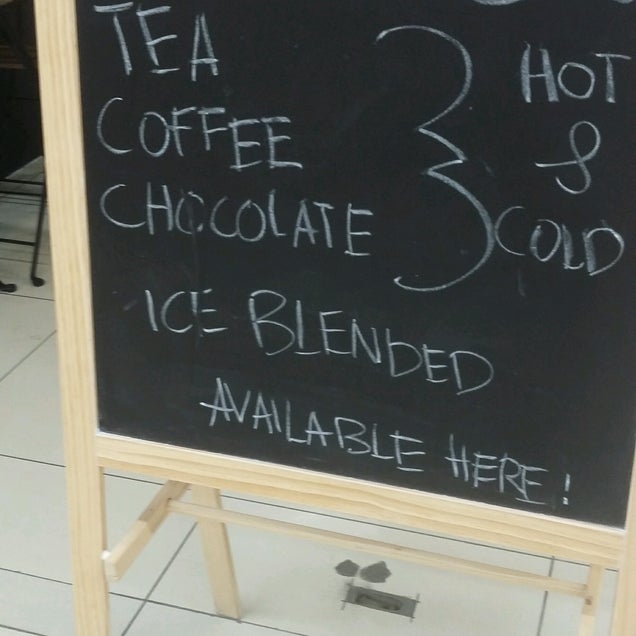 TEA
COFFEE
CHOCOLATE
HOT
&
COLD
ICE BLENDED
AVAILABLE HERE!